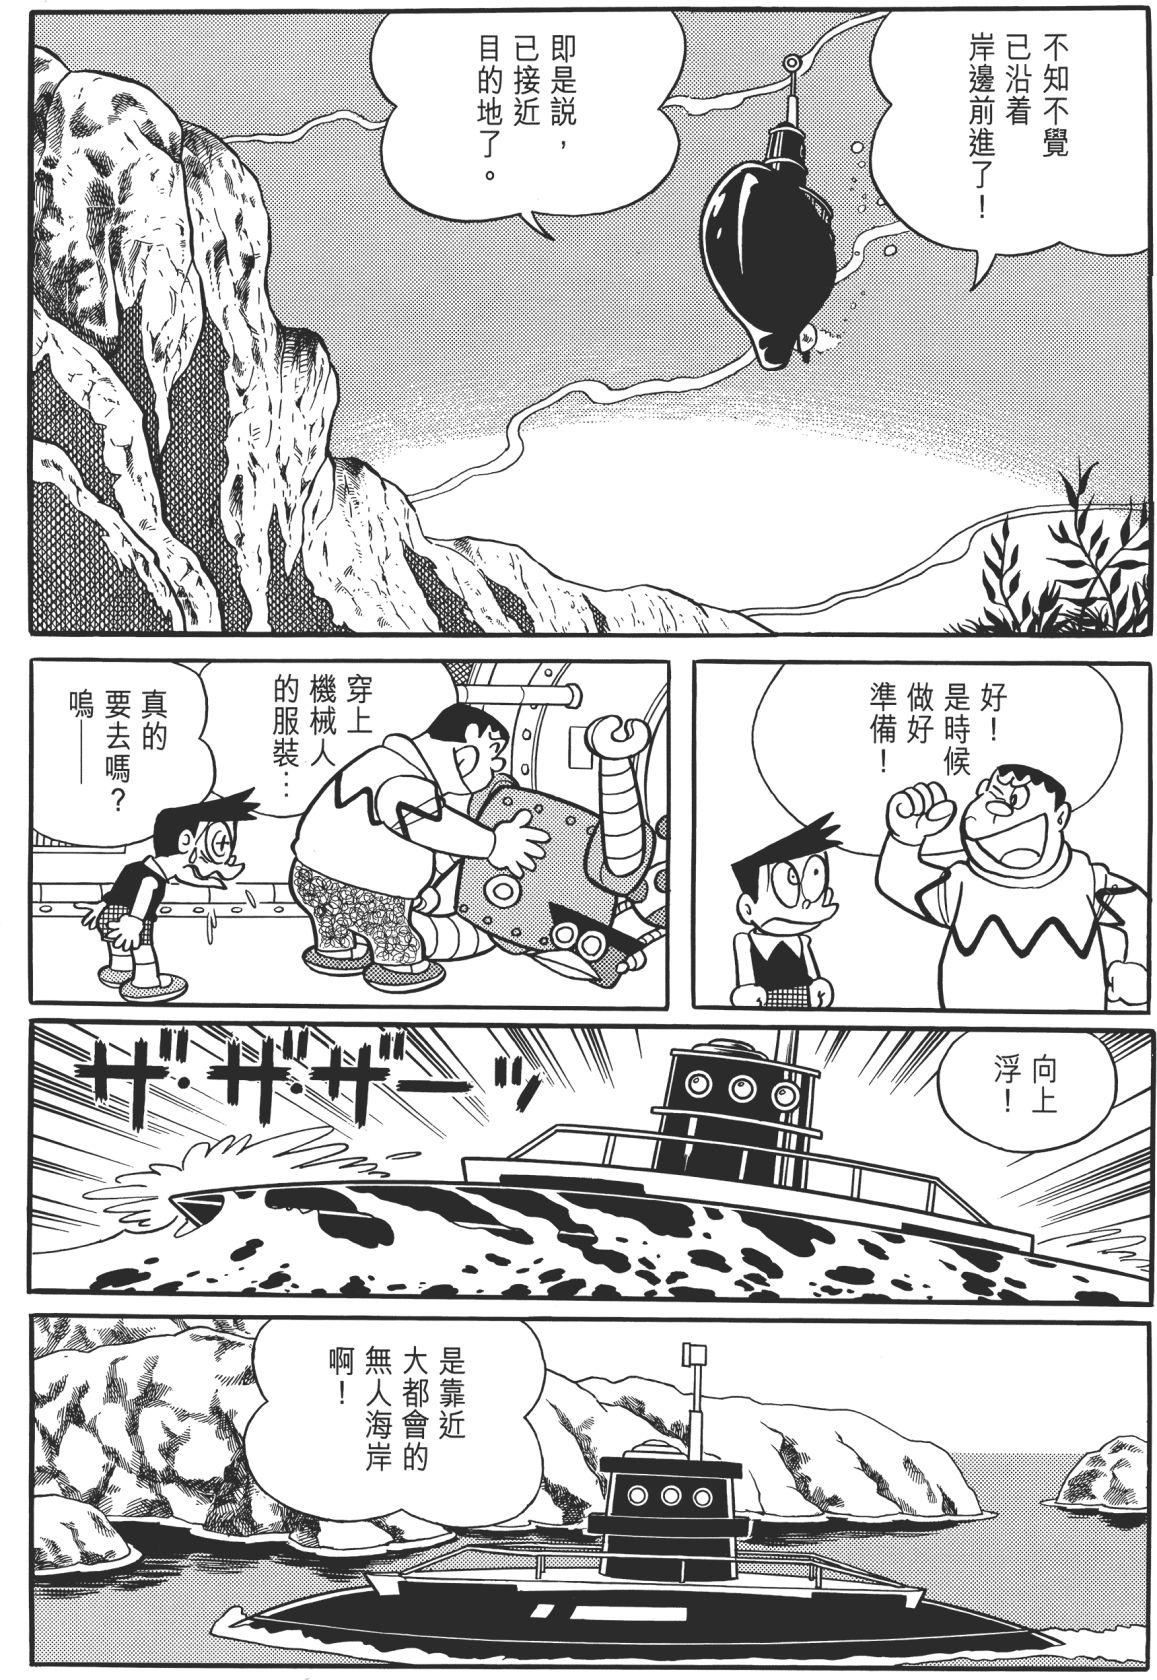 不知不覺
已沿着
岸邊前進了！
即是説，
已接近
目的地了。
好！
是時候
做好
準備！
穿上
機械人
的服裝…
真的
要去嗎？
嗚──
向上
浮！
ザ・ザ・ザーッ
是靠近
大都會的
無人海岸
啊！